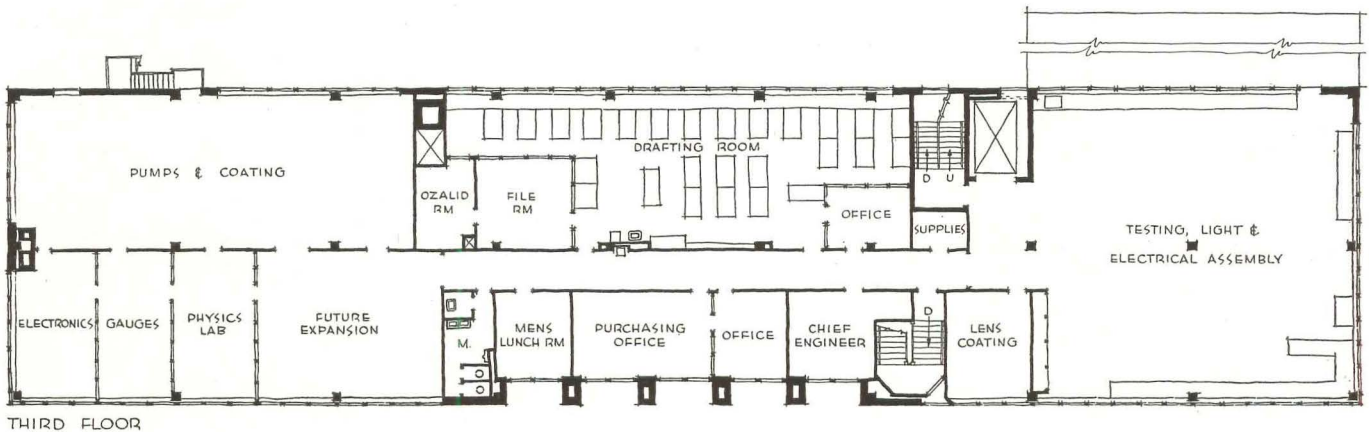 PUMPS & COATING
OZALID
RM
FILE
RM
DRAFTING ROOM
OFFICE
D U
SUPPLIES
TESTING, LIGHT &
ELECTRICAL ASSEMBLY
ELECTRONICS
GAUGES
PHYSICS
LAB
FUTURE
EXPANSION
M.
MENS
LUNCH RM
PURCHASING
OFFICE
OFFICE
CHIEF
ENGINEER
D
LENS
COATING
THIRD FLOOR